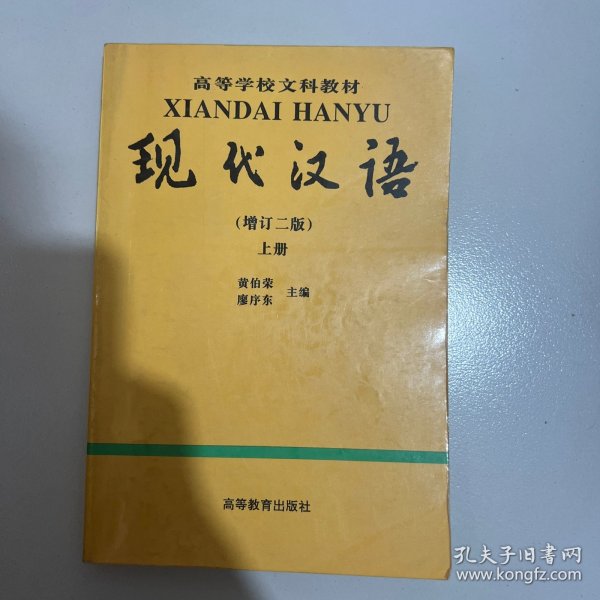 高等学校文科教材
XIANDAI HANYU
现代汉语
(增订二版)
上册
黄伯荣
廖序东 主编
高等教育出版社
孔夫子旧书网
www.kongfz.com